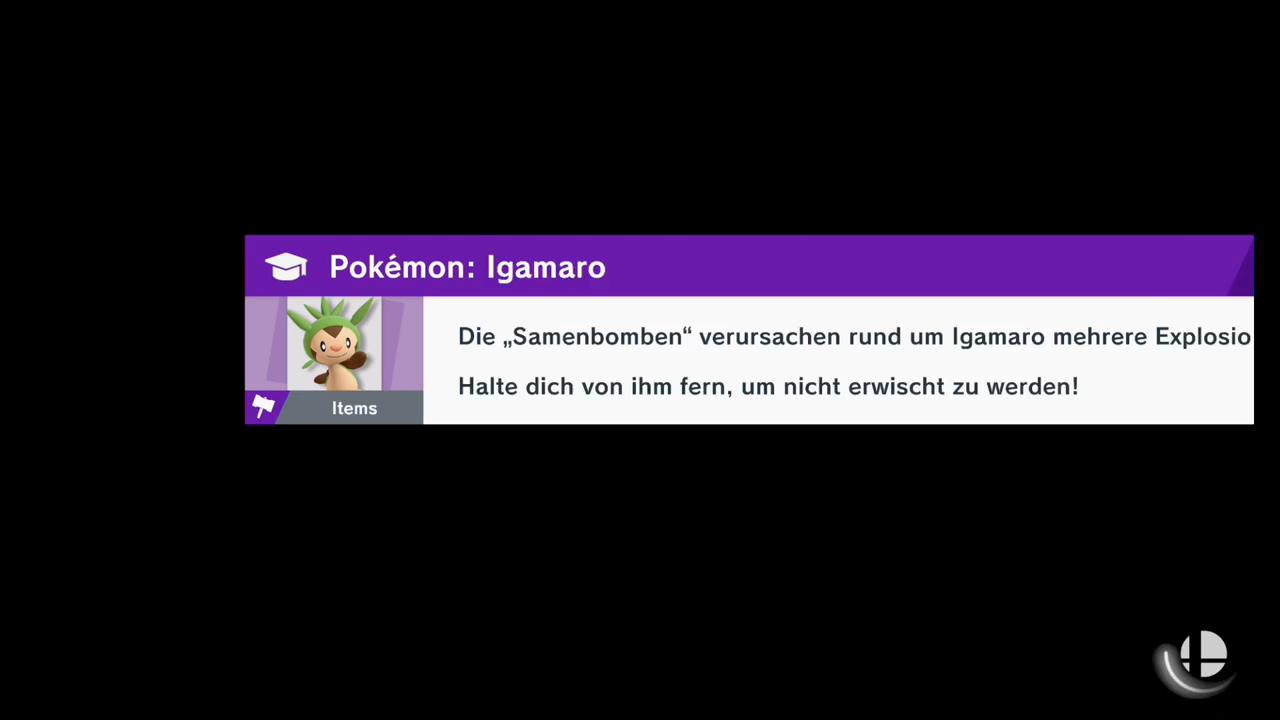 Pokémon: Igamaro
Die „Samenbomben“ verursachen rund um Igamaro mehrere Explosio
Halte dich von ihm fern, um nicht erwischt zu werden!
Items